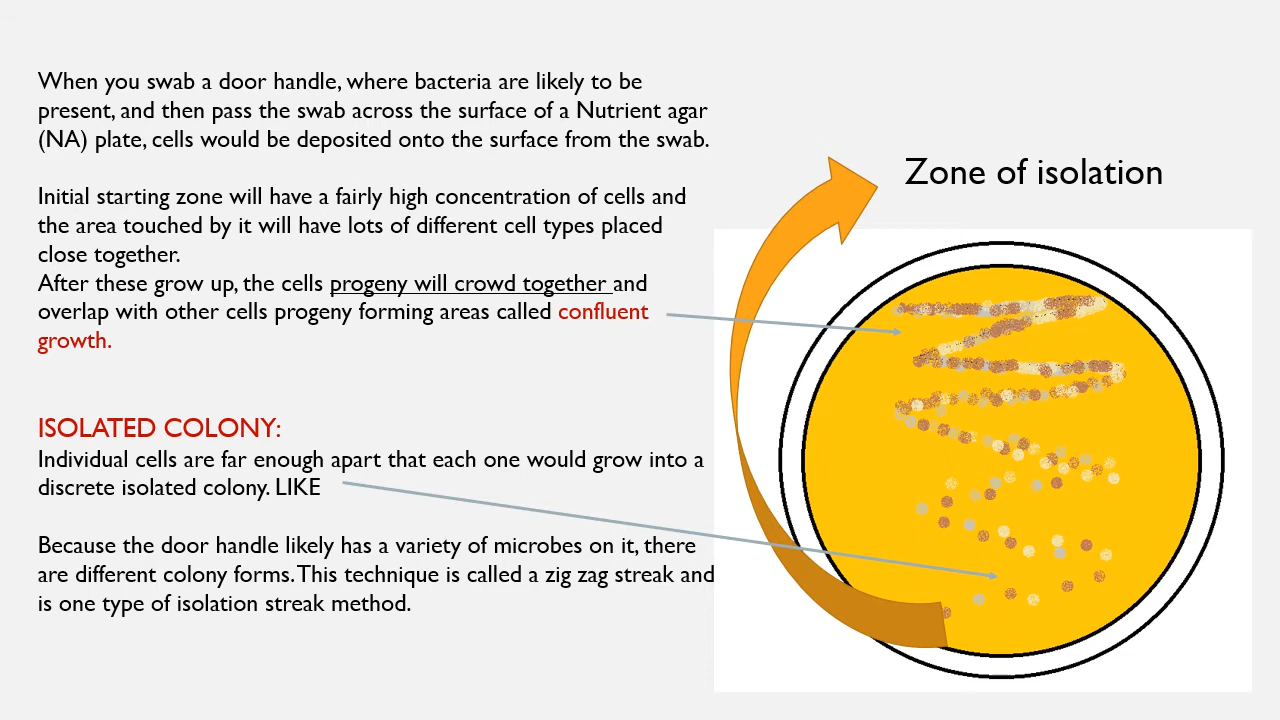 When you swab a door handle, where bacteria are likely to be
present, and then pass the swab across the surface of a Nutrient agar
(NA) plate, cells would be deposited onto the surface from the swab.
Initial starting zone will have a fairly high concentration of cells and
the area touched by it will have lots of different cell types placed
close together.
After these grow up, the cells progeny will crowd together and
overlap with other cells progeny forming areas called confluent
growth.
ISOLATED COLONY:
Individual cells are far enough apart that each one would grow into a
discrete isolated colony. LIKE
Because the door handle likely has a variety of microbes on it, there
are different colony forms. This technique is called a zig zag streak and
is one type of isolation streak method.
Zone of isolation